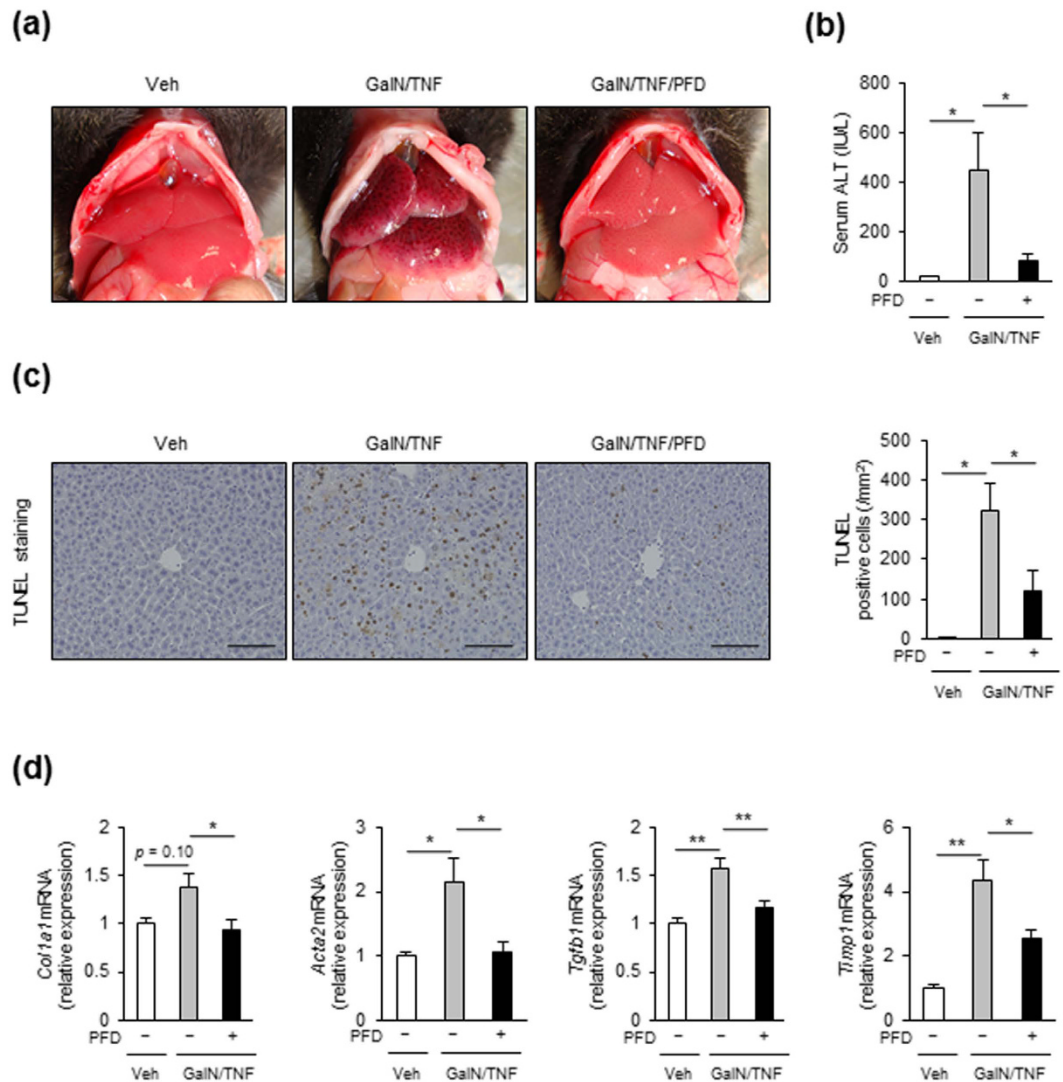 (a)
Veh
GalN/TNF
GalN/TNF/PFD
(b)
Serum ALT (IU/L)
800
600
400
200
0
*
*
PFD
−
−
+
Veh
GalN/TNF
(c)
Veh
GalN/TNF
GalN/TNF/PFD
TUNEL staining
TUNEL
positive cells (/mm²)
500
400
300
200
100
0
*
*
PFD
−
−
+
Veh
GalN/TNF
(d)
Col1a1 mRNA
(relative expression)
2
1.5
1
0.5
0
p = 0.10
*
PFD
−
−
+
Veh
GalN/TNF
Acta2 mRNA
(relative expression)
3
2
1
0
*
*
PFD
−
−
+
Veh
GalN/TNF
Tgfb1 mRNA
(relative expression)
2
1.5
1
0.5
0
**
**
PFD
−
−
+
Veh
GalN/TNF
Timp1 mRNA
(relative expression)
6
4
2
0
**
*
PFD
−
−
+
Veh
GalN/TNF